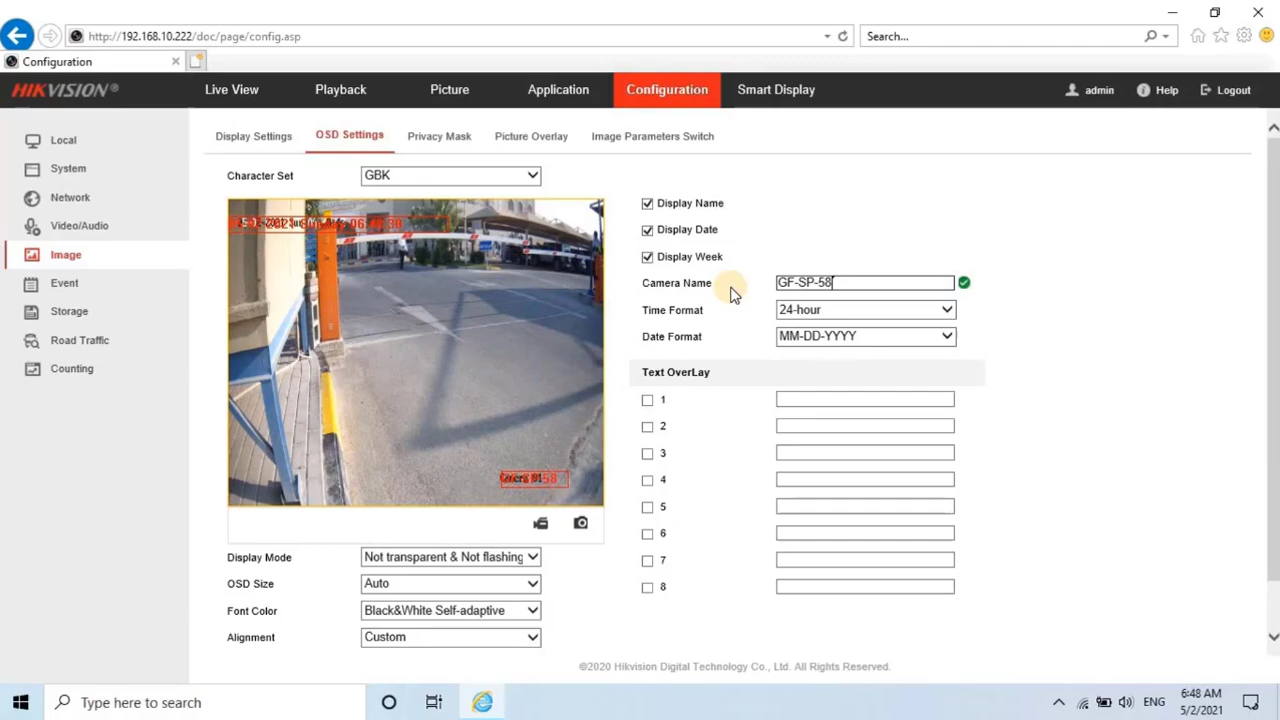 http://192.168.10.222/doc/page/config.asp
Search...
Configuration
HIKVISION®
Live View
Playback
Picture
Application
Configuration
Smart Display
admin
Help
Logout
Local
System
Network
Video/Audio
Image
Event
Storage
Road Traffic
Counting
Display Settings
OSD Settings
Privacy Mask
Picture Overlay
Image Parameters Switch
Character Set
GBK
Display Name
Display Date
Display Week
Camera Name
GF-SP-58
Time Format
24-hour
Date Format
MM-DD-YYYY
Text OverLay
1
2
3
4
5
6
7
8
Display Mode
Not transparent & Not flashing
OSD Size
Auto
Font Color
Black&White Self-adaptive
Alignment
Custom
©2020 Hikvision Digital Technology Co., Ltd. All Rights Reserved.
Type here to search
ENG
6:48 AM
5/2/2021